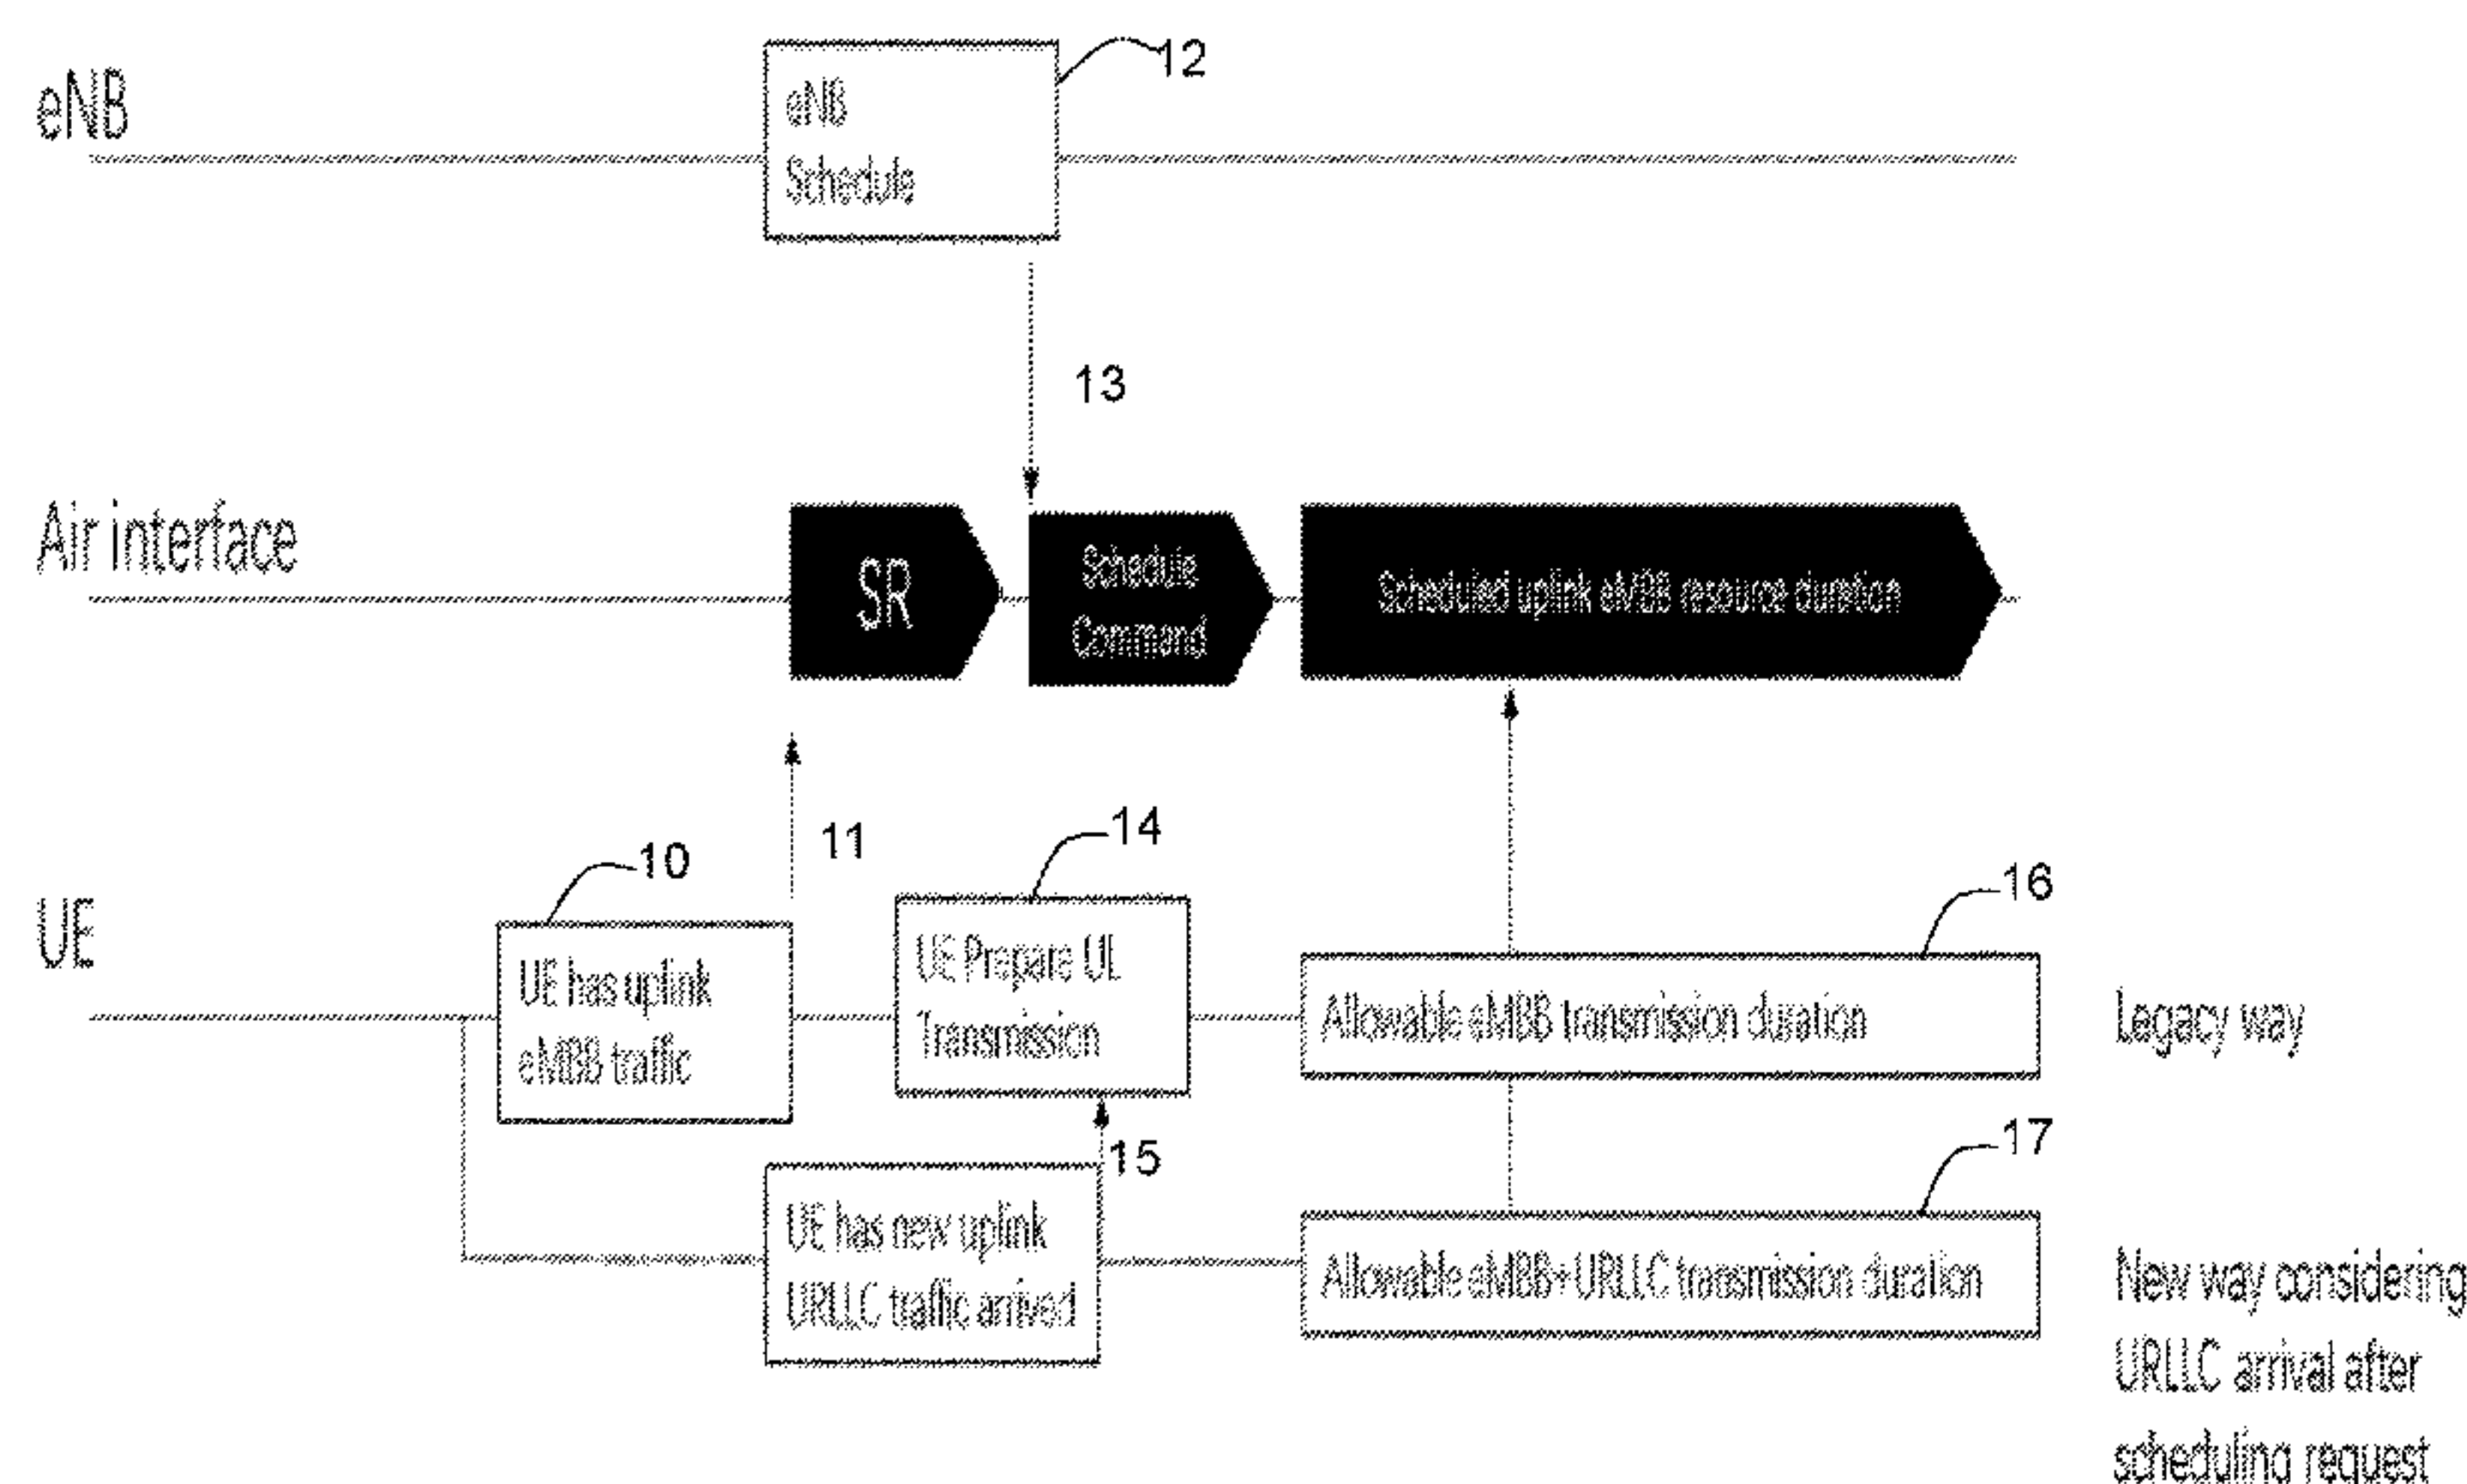 12
eNB
eNB
Schedule
13
Air interface
SR
Schedule
Command
Scheduled uplink eMBB resource duration
11
14
10
16
UE
UE has uplink
eMBB traffic
UE Prepare UL
Transmission
Allowable eMBB transmission duration
Legacy way
15
17
UE has new uplink
URLLC traffic arrived
Allowable eMBB+URLLC transmission duration
New way considering
URLLC arrival after
scheduling request